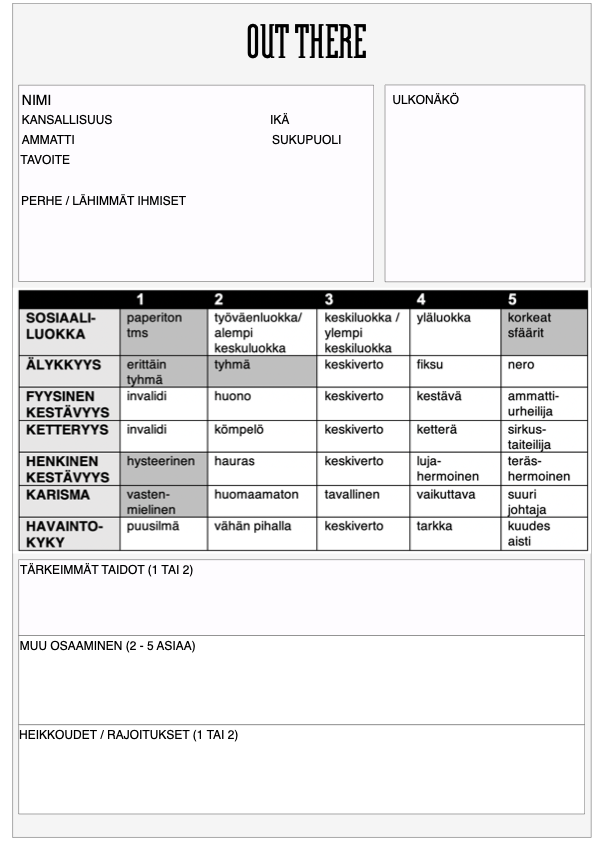 OUT THERE
NIMI
KANSALLISUUS IKÄ
AMMATTI SUKUPUOLI
TAVOITE
PERHE / LÄHIMMÄT IHMISET
ULKONÄKÖ
1 2 3 4 5
SOSIAALI- paperiton työväenluokka/ keskiluokka / yläluokka korkeat
LUOKKA tms alempi ylempi sfäärit
keskuluokka keskiluokka
ÄLYKKYYS erittäin tyhmä keskiverto fiksu nero
tyhmä
FYYSINEN invalidi huono keskiverto kestävä ammatti-
KESTÄVYYS urheilija
KETTERYYS invalidi kömpelö keskiverto ketterä sirkus-
taiteilija
HENKINEN hysteerinen hauras keskiverto luja- teräs-
KESTÄVYYS hermoinen hermoinen
KARISMA vasten- huomaamaton tavallinen vaikuttava suuri
mielinen johtaja
HAVAINTO- puusilmä vähän pihalla keskiverto tarkka kuudes
KYKY aisti
TÄRKEIMMÄT TAIDOT (1 TAI 2)
MUU OSAAMINEN (2 - 5 ASIAA)
HEIKKOUDET / RAJOITUKSET (1 TAI 2)